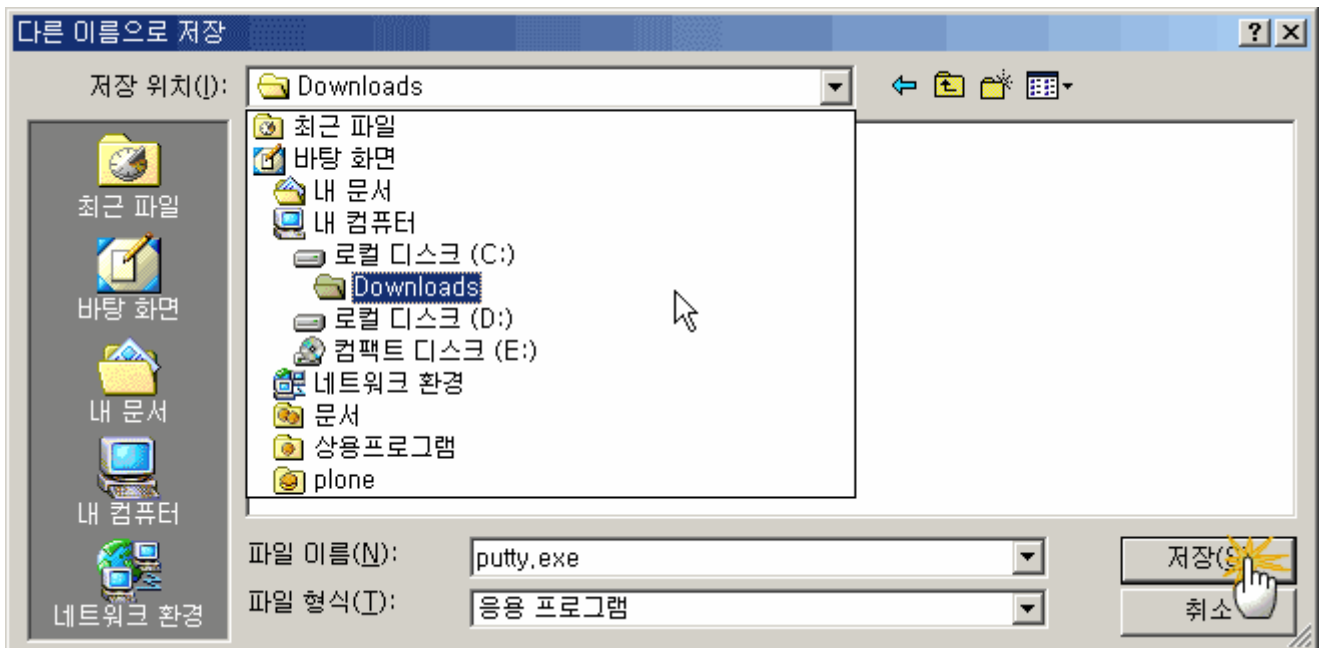 다른 이름으로 저장
저장 위치(I): Downloads
최근 파일
바탕 화면
내 문서
내 컴퓨터
로컬 디스크 (C:)
Downloads
로컬 디스크 (D:)
컴팩트 디스크 (E:)
네트워크 환경
문서
상용프로그램
plone
최근 파일
바탕 화면
내 문서
내 컴퓨터
네트워크 환경
파일 이름(N): putty.exe
파일 형식(T): 응용 프로그램
저장(S)
취소